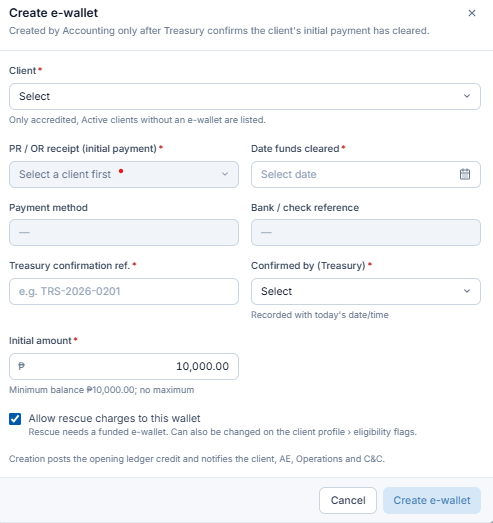 Create e-wallet
Created by Accounting only after Treasury confirms the client's initial payment has cleared.
Client *
Select
Only accredited, Active clients without an e-wallet are listed.
PR / OR receipt (initial payment) *
Date funds cleared *
Select a client first
Select date
Payment method
Bank / check reference
—
—
Treasury confirmation ref. *
Confirmed by (Treasury) *
e.g. TRS-2026-0201
Select
Recorded with today's date/time
Initial amount *
₱ 10,000.00
Minimum balance ₱10,000.00; no maximum
Allow rescue charges to this wallet
Rescue needs a funded e-wallet. Can also be changed on the client profile › eligibility flags.
Creation posts the opening ledger credit and notifies the client, AE, Operations and C&C.
Cancel
Create e-wallet